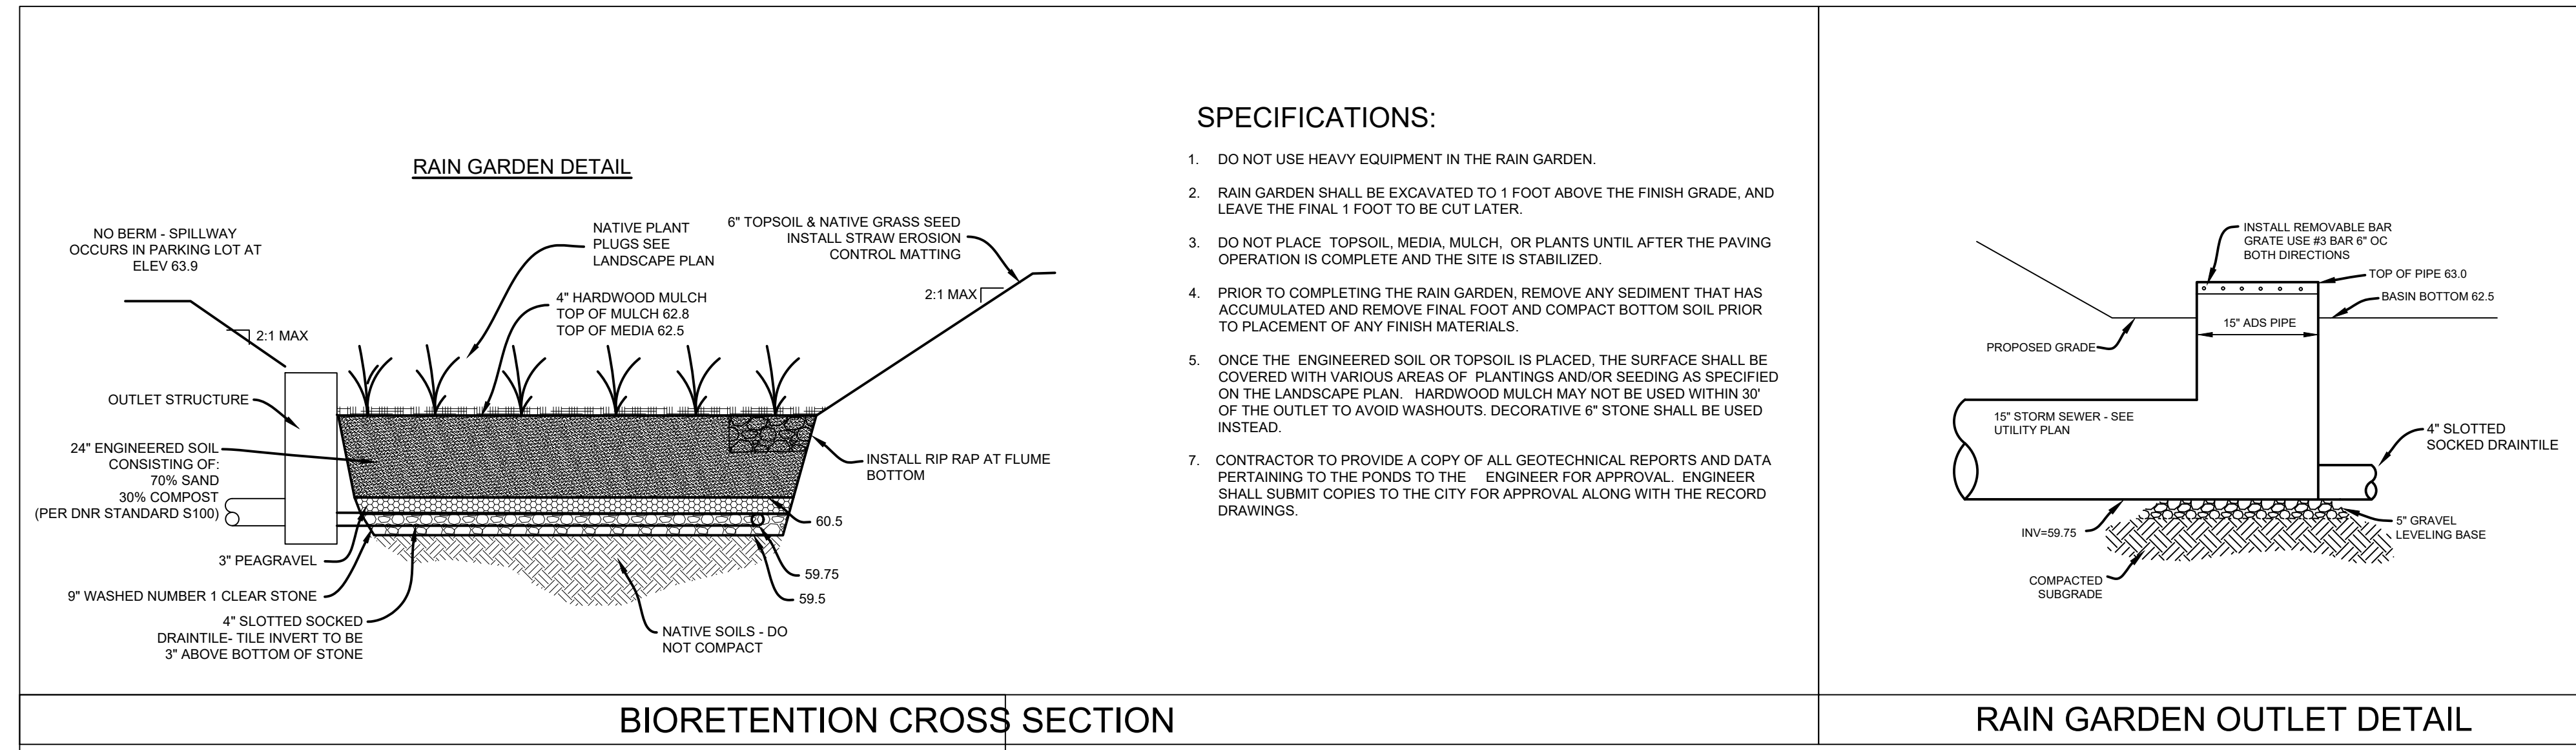 RAIN GARDEN DETAIL
NO BERM - SPILLWAY
OCCURS IN PARKING LOT AT
ELEV 63.9
2:1 MAX
NATIVE PLANT
PLUGS SEE
LANDSCAPE PLAN
6" TOPSOIL & NATIVE GRASS SEED
INSTALL STRAW EROSION
CONTROL MATTING
2:1 MAX
4" HARDWOOD MULCH
TOP OF MULCH 62.8
TOP OF MEDIA 62.5
OUTLET STRUCTURE
24" ENGINEERED SOIL
CONSISTING OF:
70% SAND
30% COMPOST
(PER DNR STANDARD S100)
INSTALL RIP RAP AT FLUME
BOTTOM
60.5
3" PEAGRAVEL
59.75
9" WASHED NUMBER 1 CLEAR STONE
59.5
4" SLOTTED SOCKED
DRAINTILE- TILE INVERT TO BE
3" ABOVE BOTTOM OF STONE
NATIVE SOILS - DO
NOT COMPACT
SPECIFICATIONS:
1. DO NOT USE HEAVY EQUIPMENT IN THE RAIN GARDEN.
2. RAIN GARDEN SHALL BE EXCAVATED TO 1 FOOT ABOVE THE FINISH GRADE, AND
LEAVE THE FINAL 1 FOOT TO BE CUT LATER.
3. DO NOT PLACE TOPSOIL, MEDIA, MULCH, OR PLANTS UNTIL AFTER THE PAVING
OPERATION IS COMPLETE AND THE SITE IS STABILIZED.
4. PRIOR TO COMPLETING THE RAIN GARDEN, REMOVE ANY SEDIMENT THAT HAS
ACCUMULATED AND REMOVE FINAL FOOT AND COMPACT BOTTOM SOIL PRIOR
TO PLACEMENT OF ANY FINISH MATERIALS.
5. ONCE THE ENGINEERED SOIL OR TOPSOIL IS PLACED, THE SURFACE SHALL BE
COVERED WITH VARIOUS AREAS OF PLANTINGS AND/OR SEEDING AS SPECIFIED
ON THE LANDSCAPE PLAN. HARDWOOD MULCH MAY NOT BE USED WITHIN 30'
OF THE OUTLET TO AVOID WASHOUTS. DECORATIVE 6" STONE SHALL BE USED
INSTEAD.
7. CONTRACTOR TO PROVIDE A COPY OF ALL GEOTECHNICAL REPORTS AND DATA
PERTAINING TO THE PONDS TO THE ENGINEER FOR APPROVAL. ENGINEER
SHALL SUBMIT COPIES TO THE CITY FOR APPROVAL ALONG WITH THE RECORD
DRAWINGS.
BIORETENTION CROSS SECTION
INSTALL REMOVABLE BAR
GRATE USE #3 BAR 6" OC
BOTH DIRECTIONS
TOP OF PIPE 63.0
BASIN BOTTOM 62.5
15" ADS PIPE
PROPOSED GRADE
15" STORM SEWER - SEE
UTILITY PLAN
4" SLOTTED
SOCKED DRAINTILE
INV=59.75
5" GRAVEL
LEVELING BASE
COMPACTED
SUBGRADE
RAIN GARDEN OUTLET DETAIL